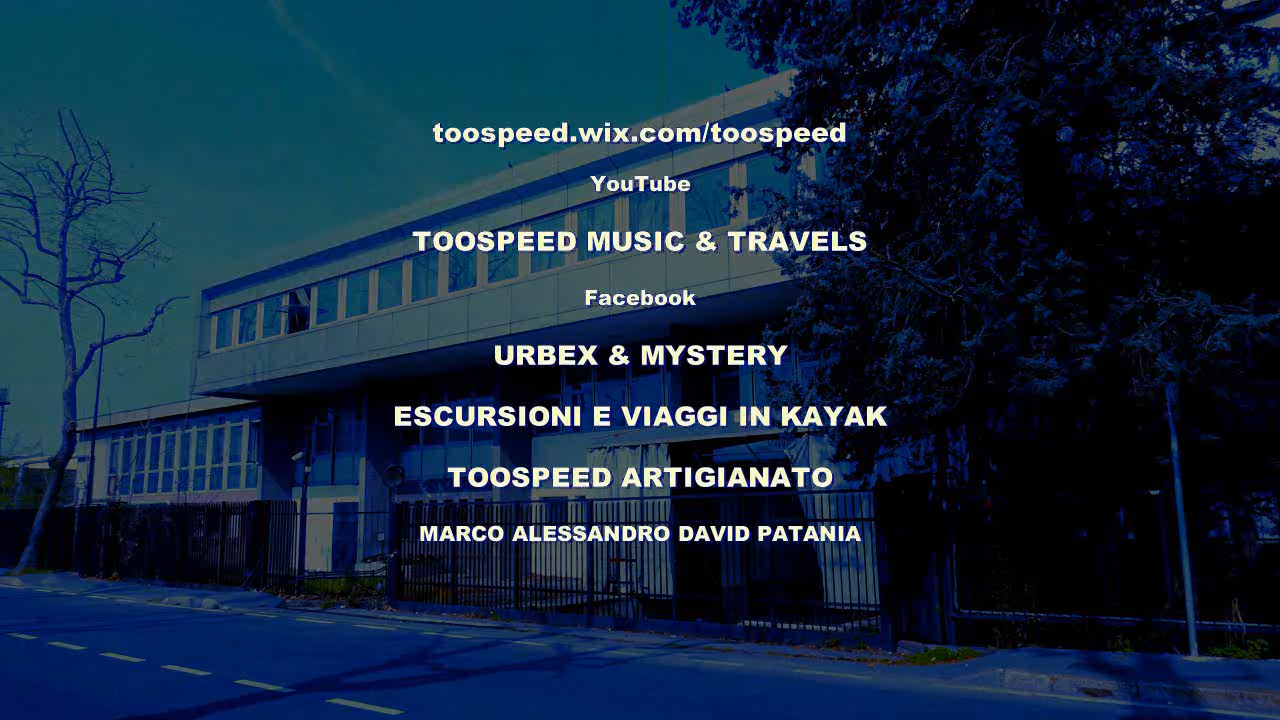 toospeed.wix.com/toospeed
YouTube
TOOSPEED MUSIC & TRAVELS
Facebook
URBEX & MYSTERY
ESCURSIONI E VIAGGI IN KAYAK
TOOSPEED ARTIGIANATO
MARCO ALESSANDRO DAVID PATANIA